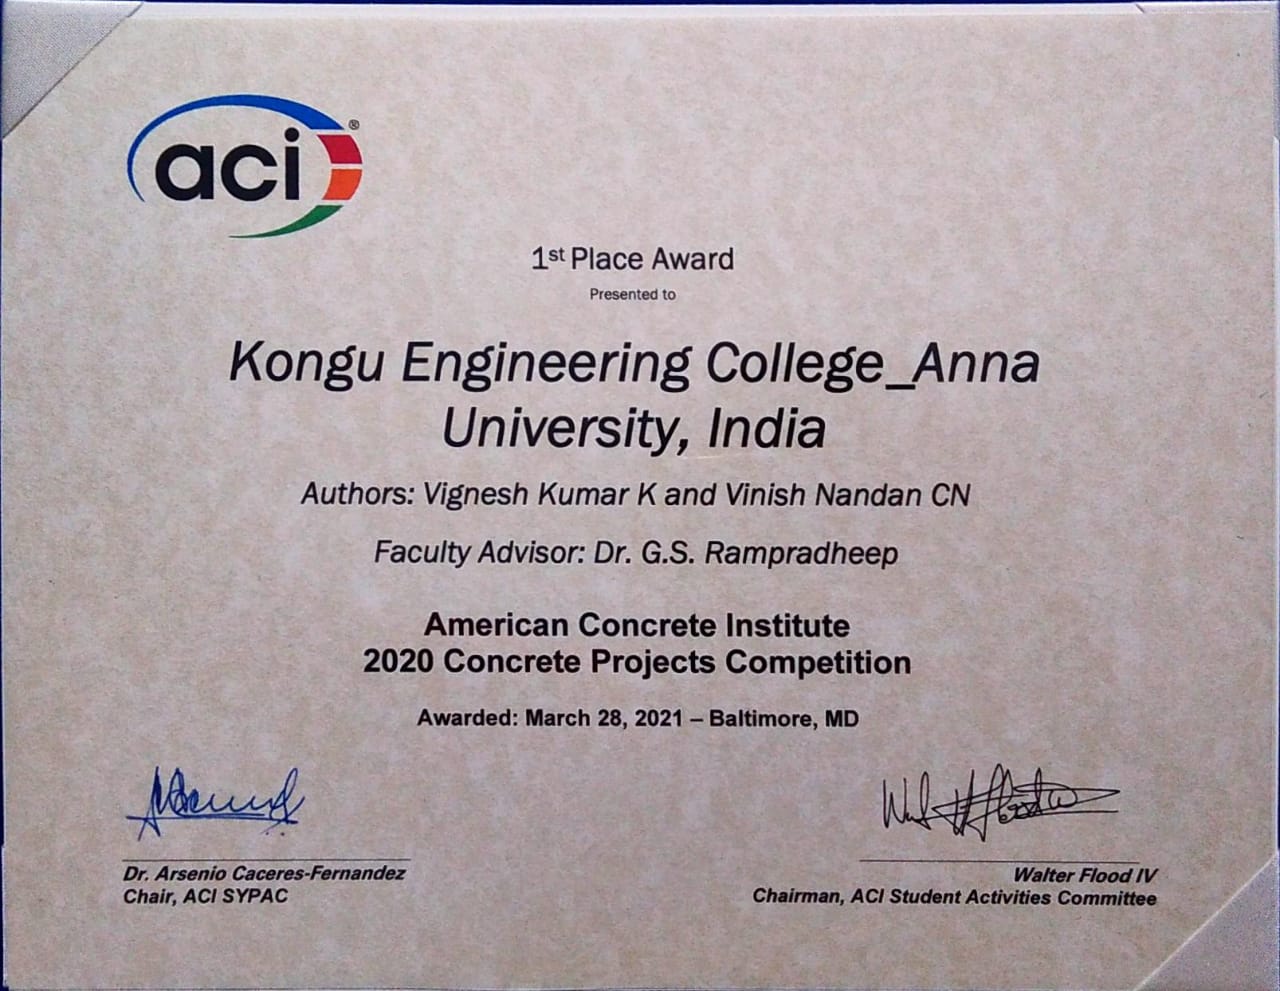 aci®
1st Place Award
Presented to
Kongu Engineering College_Anna
University, India
Authors: Vignesh Kumar K and Vinish Nandan CN
Faculty Advisor: Dr. G.S. Rampradheep
American Concrete Institute
2020 Concrete Projects Competition
Awarded: March 28, 2021 – Baltimore, MD
Dr. Arsenio Caceres-Fernandez
Chair, ACI SYPAC
Walter Flood IV
Chairman, ACI Student Activities Committee